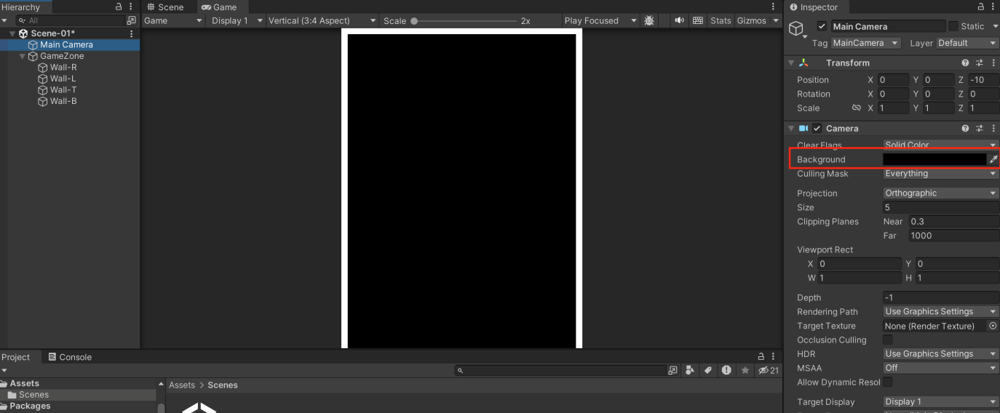 Hierarchy
All
Scene-01*
Main Camera
GameZone
Wall-R
Wall-L
Wall-T
Wall-B
Scene Game
Game Display 1 Vertical (3:4 Aspect) Scale 2x Play Focused Stats Gizmos
Inspector
Main Camera Static
Tag MainCamera Layer Default
Transform
Position X 0 Y 0 Z -10
Rotation X 0 Y 0 Z 0
Scale X 1 Y 1 Z 1
Camera
Clear Flags Solid Color
Background
Culling Mask Everything
Projection Orthographic
Size 5
Clipping Planes Near 0.3
Far 1000
Viewport Rect
X 0 Y 0
W 1 H 1
Depth -1
Rendering Path Use Graphics Settings
Target Texture None (Render Texture)
Occlusion Culling
HDR Use Graphics Settings
MSAA Off
Allow Dynamic Resol
Target Display Display 1
Project Console
21
Assets
Scenes
Packages
Assets > Scenes